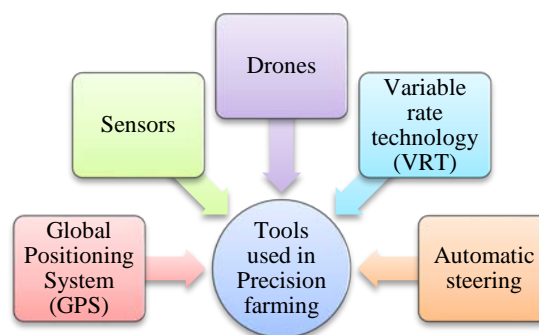 Drones
Sensors
Variable
rate
technology
(VRT)
Global
Positioning
System
(GPS)
Tools
used in
Precision
farming
Automatic
steering